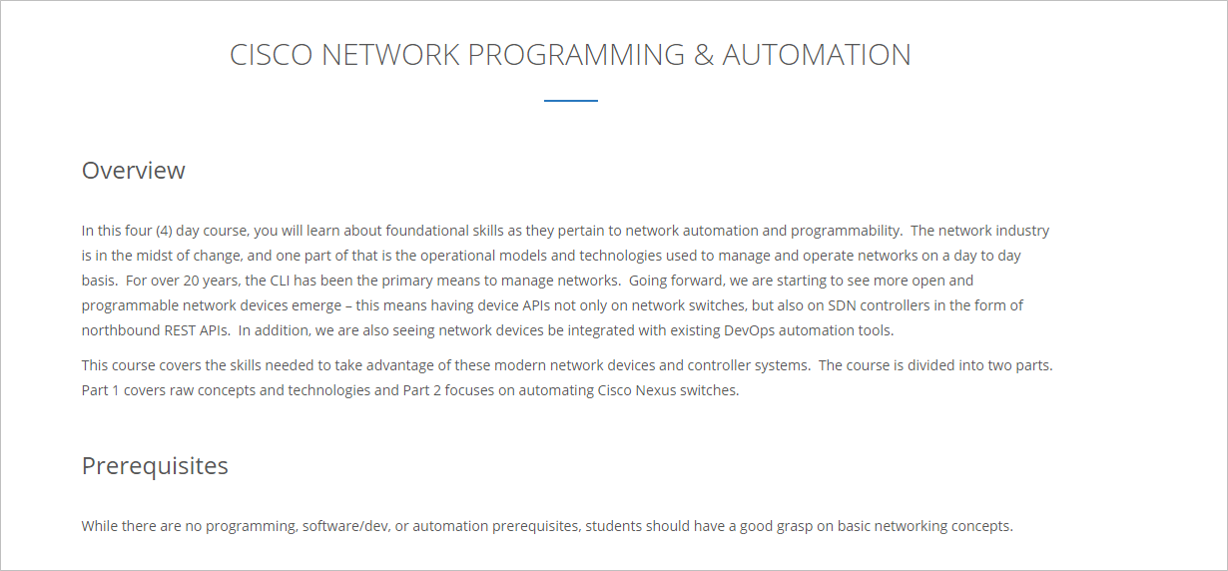 CISCO NETWORK PROGRAMMING & AUTOMATION
Overview
In this four (4) day course, you will learn about foundational skills as they pertain to network automation and programmability.  The network industry
is in the midst of change, and one part of that is the operational models and technologies used to manage and operate networks on a day to day
basis.  For over 20 years, the CLI has been the primary means to manage networks.  Going forward, we are starting to see more open and
programmable network devices emerge – this means having device APIs not only on network switches, but also on SDN controllers in the form of
northbound REST APIs.  In addition, we are also seeing network devices be integrated with existing DevOps automation tools.
This course covers the skills needed to take advantage of these modern network devices and controller systems.  The course is divided into two parts.
Part 1 covers raw concepts and technologies and Part 2 focuses on automating Cisco Nexus switches.
Prerequisites
While there are no programming, software/dev, or automation prerequisites, students should have a good grasp on basic networking concepts.